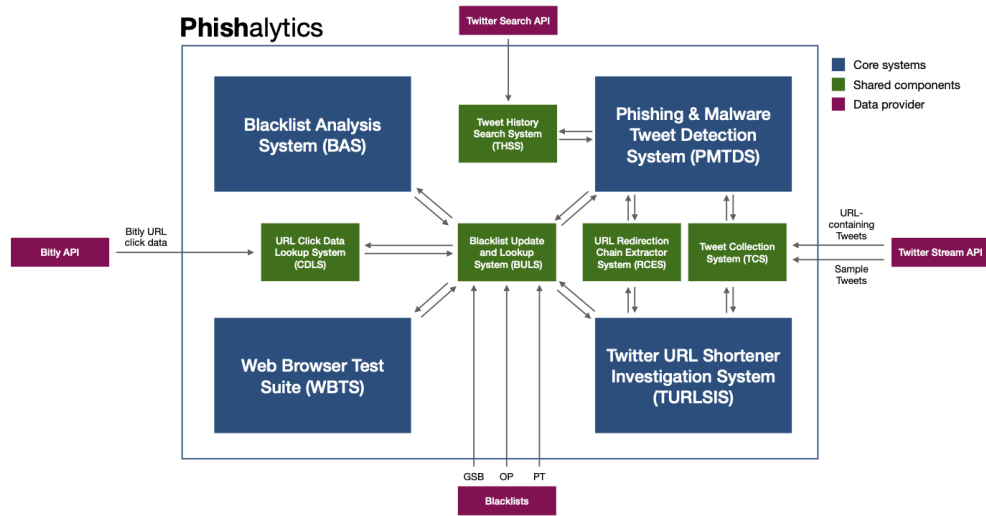 Phishalytics
Twitter Search API
Core systems
Shared components
Data provider
Blacklist Analysis
System (BAS)
Tweet History
Search System
(THSS)
Phishing & Malware
Tweet Detection
System (PMTDS)
Bitly API
Bitly URL
click data
URL Click Data
Lookup System
(CDLS)
Blacklist Update
and Lookup
System (BULS)
URL Redirection
Chain Extractor
System (RCES)
Tweet Collection
System (TCS)
URL-
containing
Tweets
Sample
Tweets
Twitter Stream API
Web Browser Test
Suite (WBTS)
Twitter URL Shortener
Investigation System
(TURLSIS)
GSB
OP
PT
Blacklists